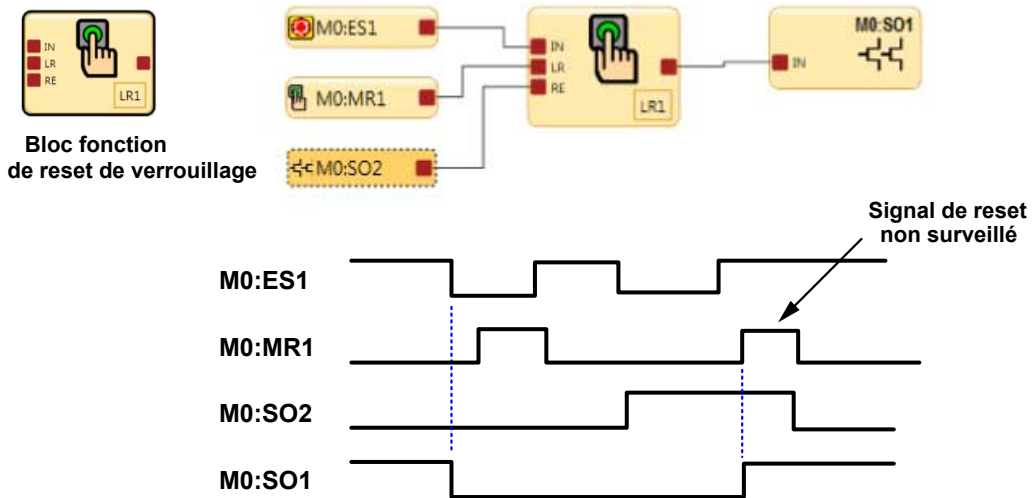 IN
LR
RE
LR1
Bloc fonction
de reset de verrouillage
M0:ES1
M0:MR1
M0:SO2
IN
LR
RE
LR1
M0:SO1
IN
Signal de reset
non surveillé
M0:ES1
M0:MR1
M0:SO2
M0:SO1